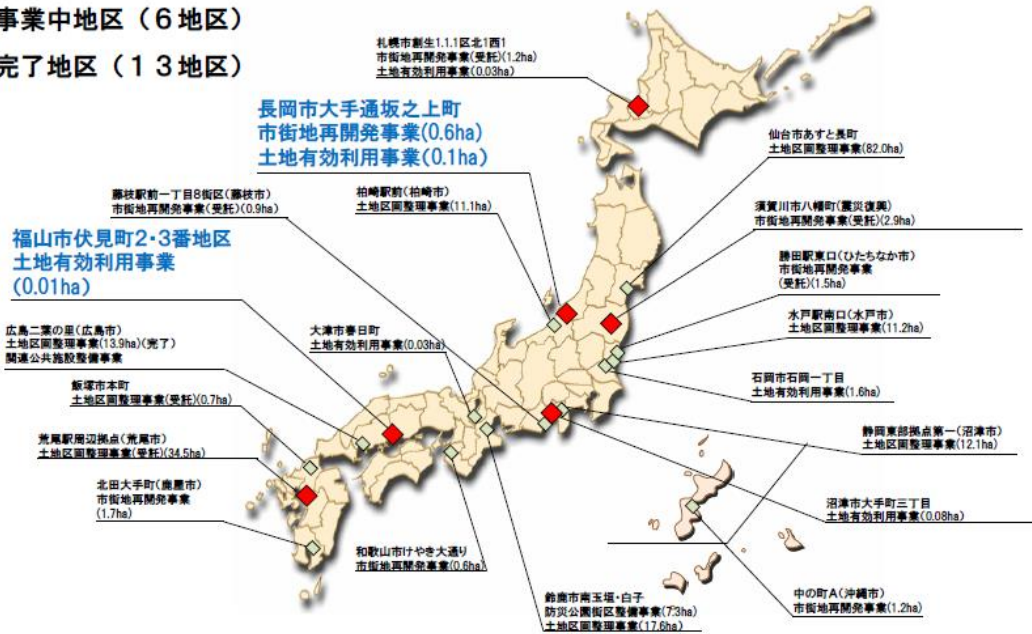 事業中地区（６地区）
完了地区（１３地区）
札幌市創生1.1.1区北1西1
市街地再開発事業(受託)(1.2ha)
土地有効利用事業(0.03ha)
長岡市大手通坂之上町
市街地再開発事業(0.6ha)
土地有効利用事業(0.1ha)
仙台市あすと長町
土地区画整理事業(82.0ha)
藤枝駅前一丁目8街区(藤枝市)
市街地再開発事業(受託)(0.9ha)
柏崎駅前(柏崎市)
土地区画整理事業(11.1ha)
須賀川市八幡町(震災復興)
市街地再開発事業(受託)(2.9ha)
福山市伏見町2・3番地区
土地有効利用事業
(0.01ha)
勝田駅東口(ひたちなか市)
市街地再開発事業
(受託)(1.5ha)
水戸駅南口(水戸市)
土地区画整理事業(11.2ha)
広島二葉の里(広島市)
土地区画整理事業(13.9ha)(完了)
関連公共施設整備事業
大津市春日町
土地有効利用事業(0.03ha)
石岡市石岡一丁目
土地有効利用事業(1.6ha)
飯塚市本町
土地区画整理事業(受託)(0.7ha)
静岡東部拠点第一(沼津市)
土地区画整理事業(12.1ha)
荒尾駅周辺拠点(荒尾市)
土地区画整理事業(受託)(34.5ha)
北田大手町(鹿屋市)
市街地再開発事業
(1.7ha)
沼津市大手町三丁目
土地有効利用事業(0.08ha)
和歌山市けやき大通り
市街地再開発事業(0.6ha)
鈴鹿市南玉垣・白子
防災公園街区整備事業(7.3ha)
土地区画整理事業(17.6ha)
中の町A(沖縄市)
市街地再開発事業(1.2ha)